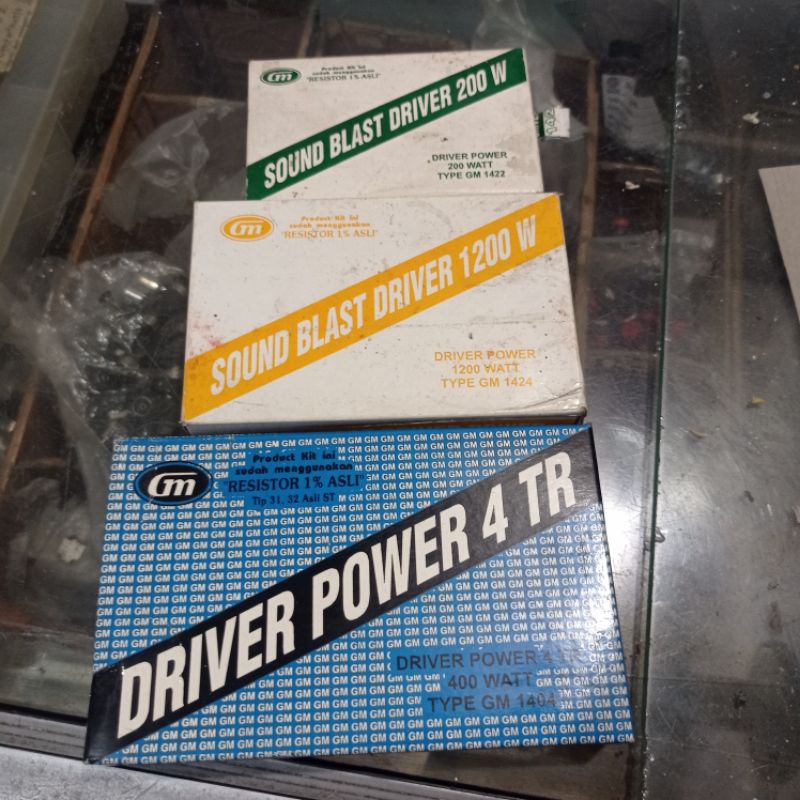 Gm
Product Kit ini
sudah menggunakan
"RESISTOR 1% ASLI"
SOUND BLAST DRIVER 200 W
DRIVER POWER
200 WATT
TYPE GM 1422
Gm
Product Kit ini
sudah menggunakan
"RESISTOR 1% ASLI"
SOUND BLAST DRIVER 1200 W
DRIVER POWER
1200 WATT
TYPE GM 1424
Gm
Product Kit ini
sudah menggunakan
"RESISTOR 1% ASLI"
Tip 31, 32 Asli ST
DRIVER POWER 4 TR
DRIVER POWER 4 TR
400 WATT
TYPE GM 1404